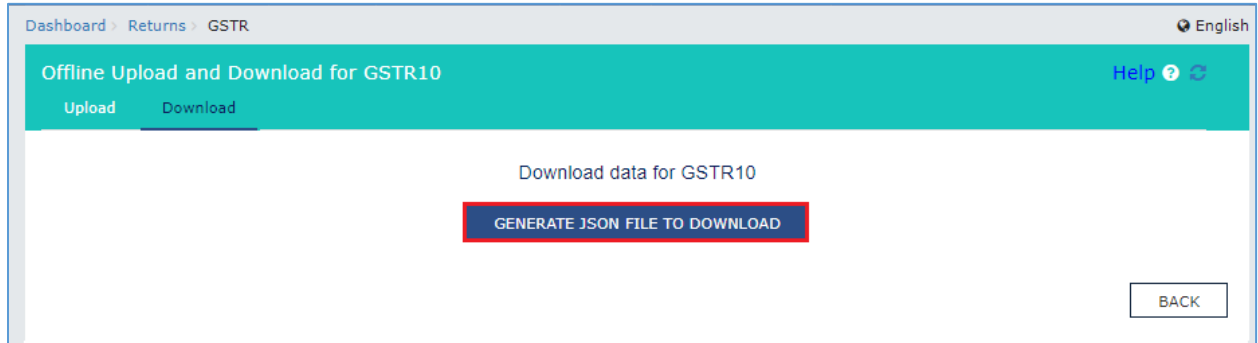 Dashboard > Returns > GSTR English
Offline Upload and Download for GSTR10 Help ?
Upload Download
Download data for GSTR10
GENERATE JSON FILE TO DOWNLOAD
BACK